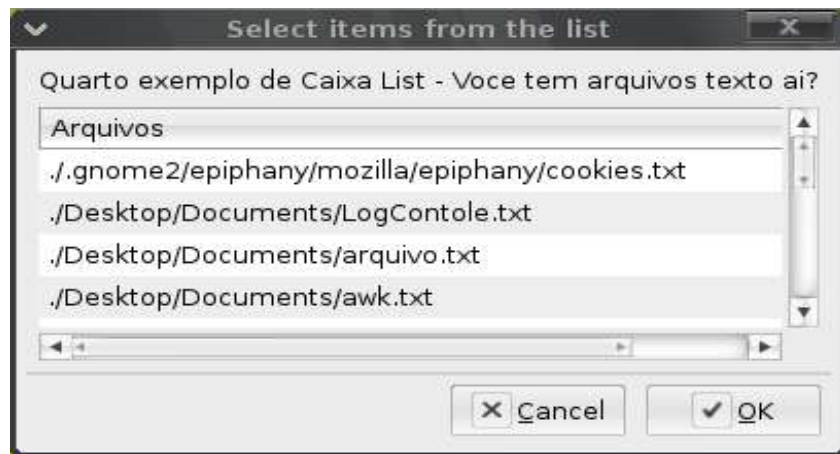 Select items from the list
Quarto exemplo de Caixa List - Voce tem arquivos texto ai?
Arquivos
./.gnome2/epiphany/mozilla/epiphany/cookies.txt
./Desktop/Documents/LogContole.txt
./Desktop/Documents/arquivo.txt
./Desktop/Documents/awk.txt
Cancel OK